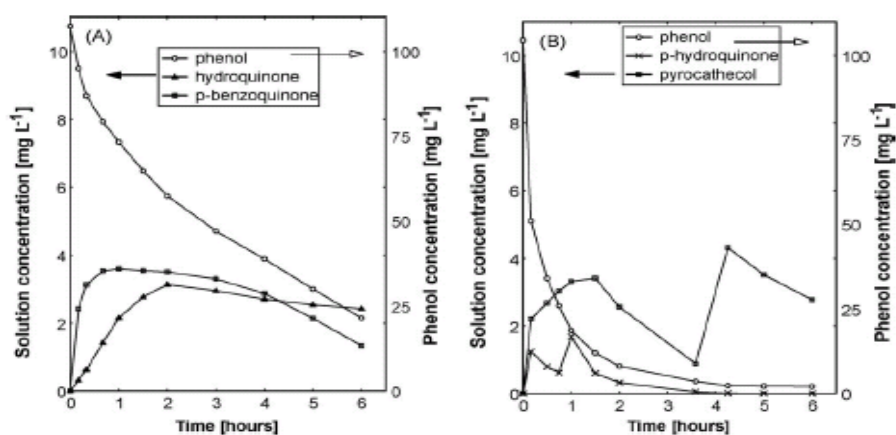 (A)
phenol
hydroquinone
p-benzoquinone
Solution concentration [mg L⁻¹]
10
8
6
4
2
0
Phenol concentration [mg L⁻¹]
100
75
50
25
0
0 1 2 3 4 5 6
Time [hours]
(B)
phenol
p-hydroquinone
pyrocathecol
Solution concentration [mg L⁻¹]
10
8
6
4
2
0
Phenol concentration [mg L⁻¹]
100
75
50
25
0
0 1 2 3 4 5 6
Time [hours]